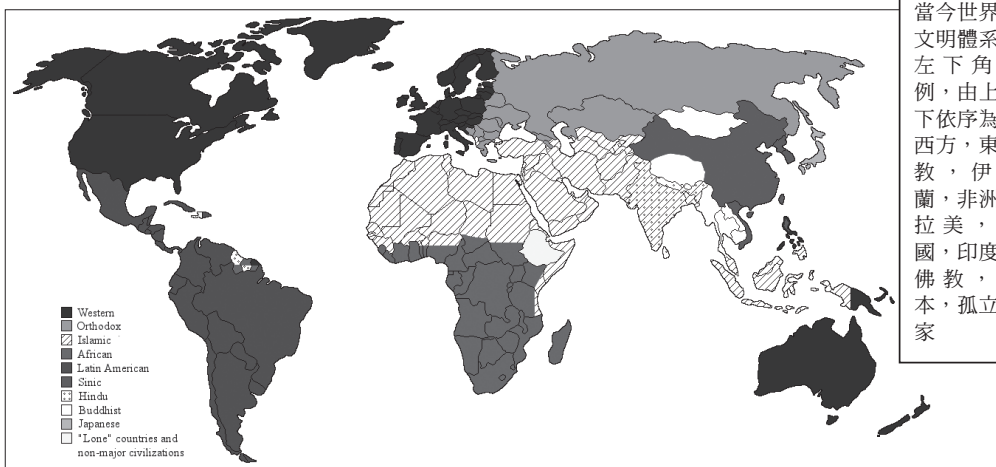 當今世界
文明體系
左下角
例,由上
下依序為
西方,東
教,伊
蘭,非洲
拉美,
國,印度
佛教,
本,孤立
家
Western
Orthodox
Islamic
African
Latin American
Sinic
Hindu
Buddhist
Japanese
"Lone" countries and
non-major civilizations